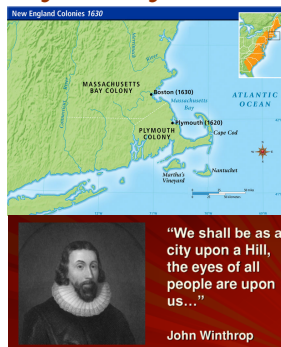 New England Colonies 1630
MASSACHUSETTS
BAY COLONY
Boston (1630)
Massachusetts
Bay
ATLANTIC
OCEAN
Plymouth (1620)
PLYMOUTH
COLONY
Cape Cod
Martha's
Vineyard
Nantucket
"We shall be as a
city upon a Hill,
the eyes of all
people are upon
us..."
John Winthrop